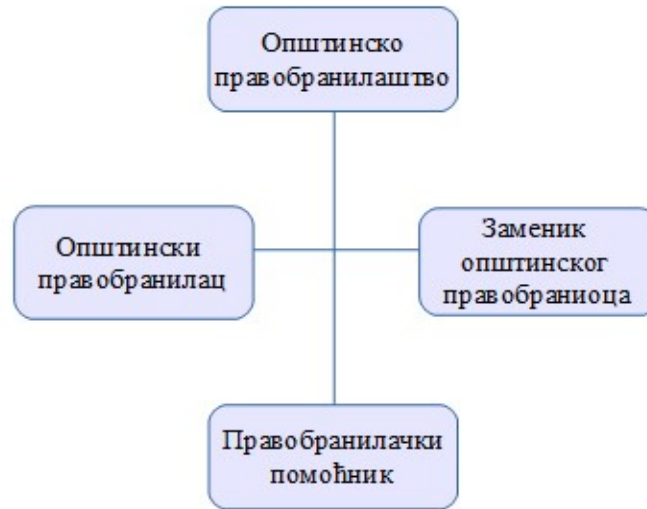 Општинско
правобранилаштво
Општински
правобранилац
Заменик
општинског
правобраниоца
Правобранилачки
помоћник